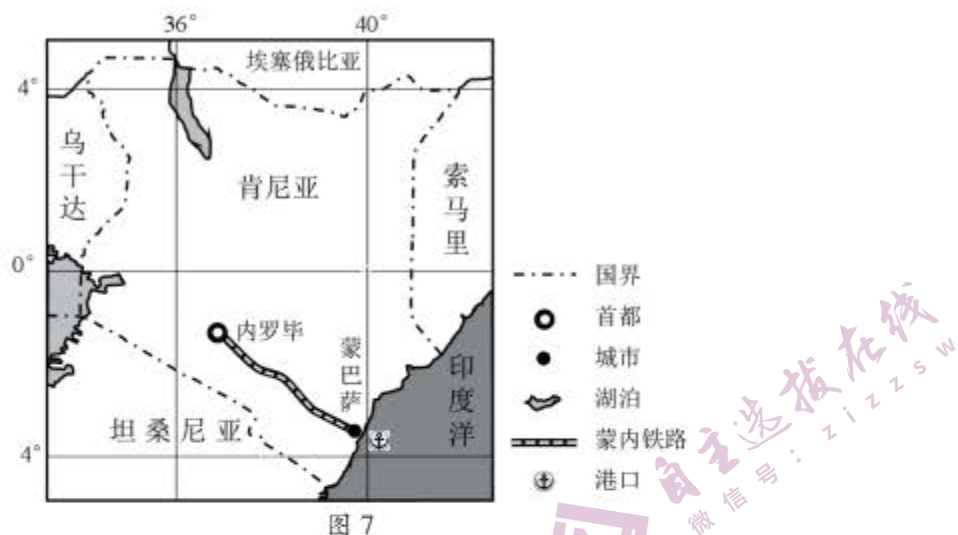 36° 40°
埃塞俄比亚
4°
乌干达
肯尼亚
索马里
0°
国界
首都
内罗毕
城市
蒙巴萨
印度洋
湖泊
坦桑尼亚
蒙内铁路
4°
港口
图 7
自主选拔在线
微信号：zizzsw